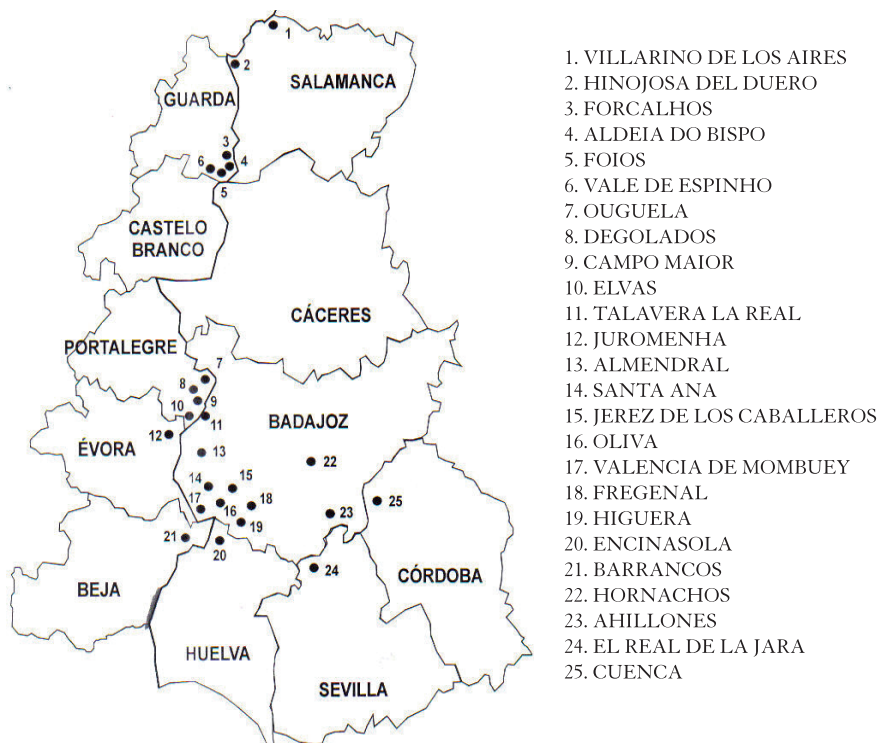 1
2
SALAMANCA
GUARDA
3
6
4
5
CASTELO
BRANCO
CÁCERES
PORTALEGRE
7
8
9
10
11
BADAJOZ
12
ÉVORA
13
22
14
15
25
17
16
18
23
19
21
20
24
CÓRDOBA
BEJA
HUELVA
SEVILLA
1. VILLARINO DE LOS AIRES
2. HINOJOSA DEL DUERO
3. FORCALHOS
4. ALDEIA DO BISPO
5. FOIOS
6. VALE DE ESPINHO
7. OUGUELA
8. DEGOLADOS
9. CAMPO MAIOR
10. ELVAS
11. TALAVERA LA REAL
12. JUROMENHA
13. ALMENDRAL
14. SANTA ANA
15. JEREZ DE LOS CABALLEROS
16. OLIVA
17. VALENCIA DE MOMBUEY
18. FREGENAL
19. HIGUERA
20. ENCINASOLA
21. BARRANCOS
22. HORNACHOS
23. AHILLONES
24. EL REAL DE LA JARA
25. CUENCA